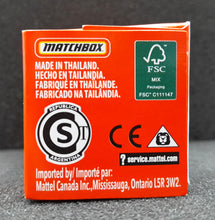 MATCHBOX
MADE IN THAILAND.
HECHO EN TAILANDIA.
FABRIQUÉ EN THAÏLANDE.
FABRICADO NA TAILÂNDIA.
FSC
MIX
Packaging
FSC® C111147
REPUBLICA
S T
ARGENTINA
CE
? service.mattel.com
Imported by/Importé par:
Mattel Canada Inc., Mississauga, Ontario L5R 3W2.